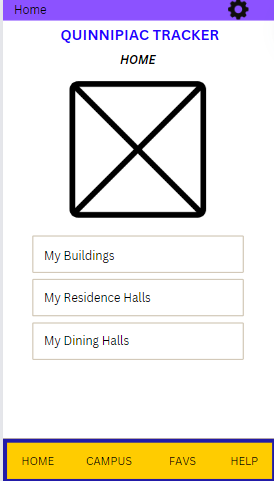 Home
QUINNIPIAC TRACKER
HOME
My Buildings
My Residence Halls
My Dining Halls
HOME CAMPUS FAVS HELP